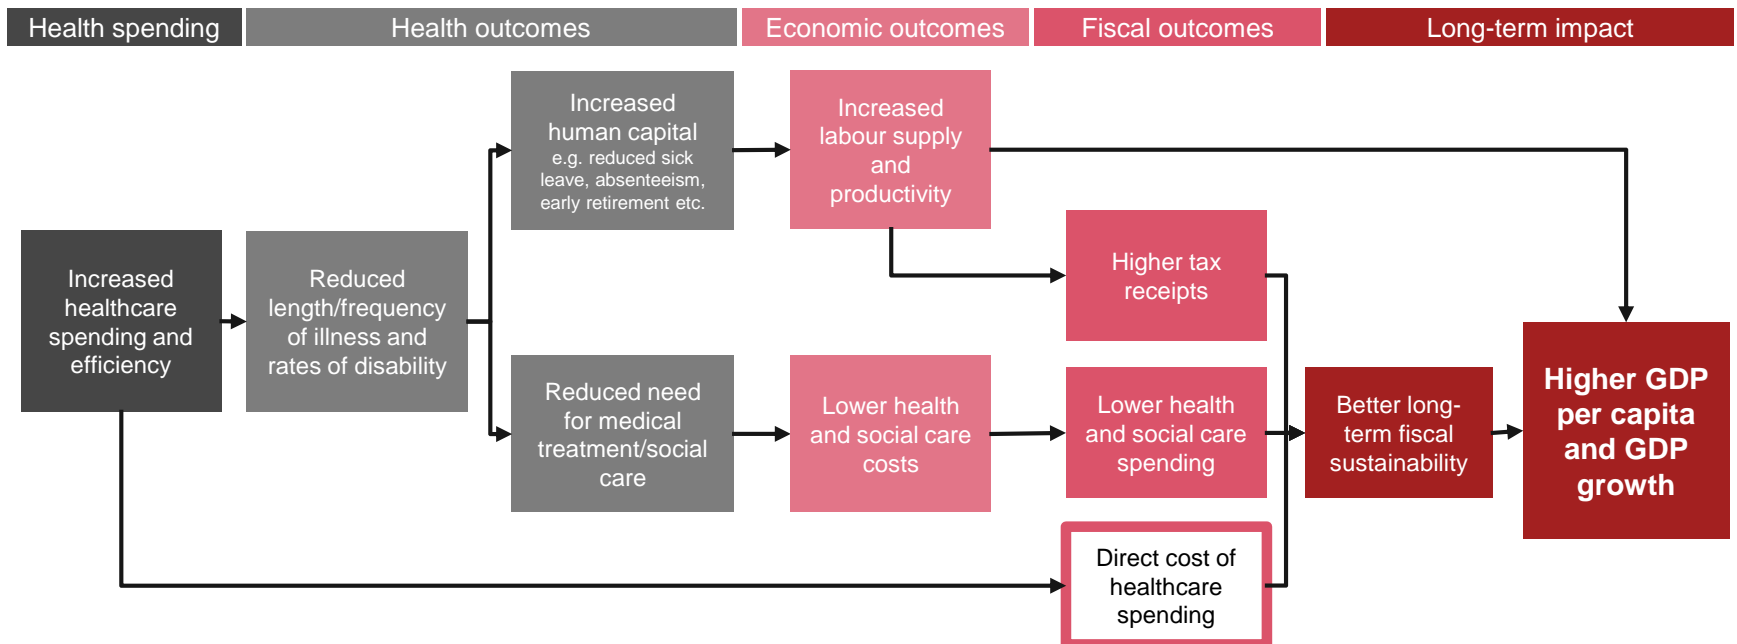 Health spending
Health outcomes
Economic outcomes
Fiscal outcomes
Long-term impact
Increased
human capital
e.g. reduced sick
leave, absenteeism,
early retirement etc.
Increased
labour supply
and
productivity
Increased
healthcare
spending and
efficiency
Reduced
length/frequency
of illness and
rates of disability
Higher tax
receipts
Reduced need
for medical
treatment/social
care
Lower health
and social care
costs
Lower health
and social care
spending
Better long-
term fiscal
sustainability
Higher GDP
per capita
and GDP
growth
Direct cost of
healthcare
spending